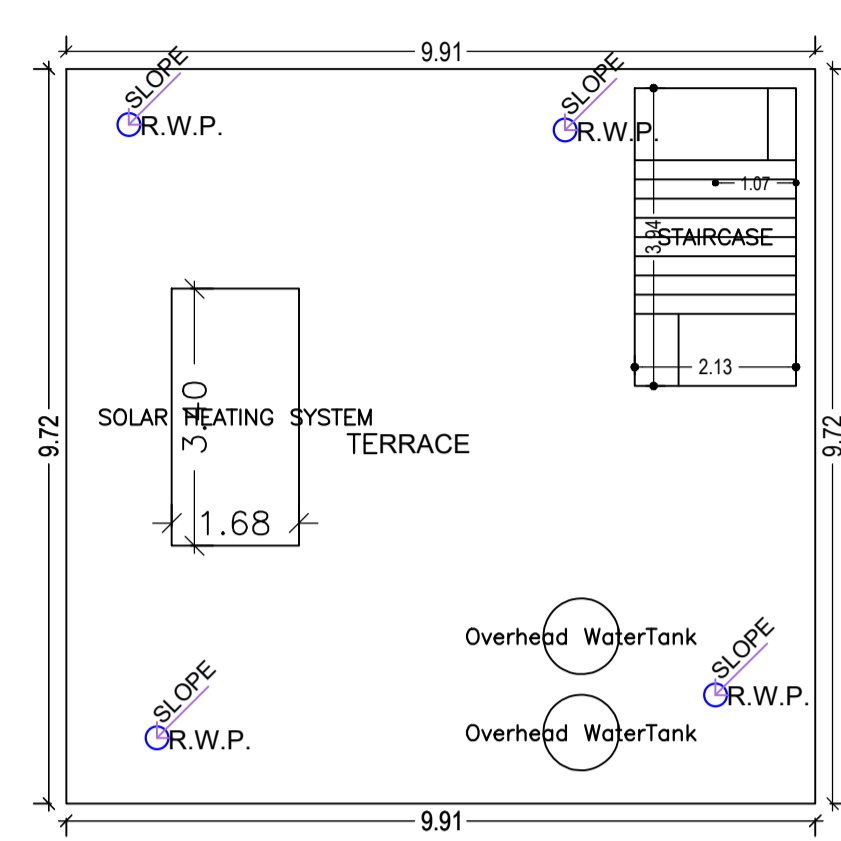 9.91
SLOPE
R.W.P.
SLOPE
R.W.P.
1.07
3.94
STAIRCASE
2.13
9.72
9.72
3.40
SOLAR HEATING SYSTEM
TERRACE
1.68
Overhead WaterTank
SLOPE
R.W.P.
SLOPE
R.W.P.
Overhead WaterTank
9.91